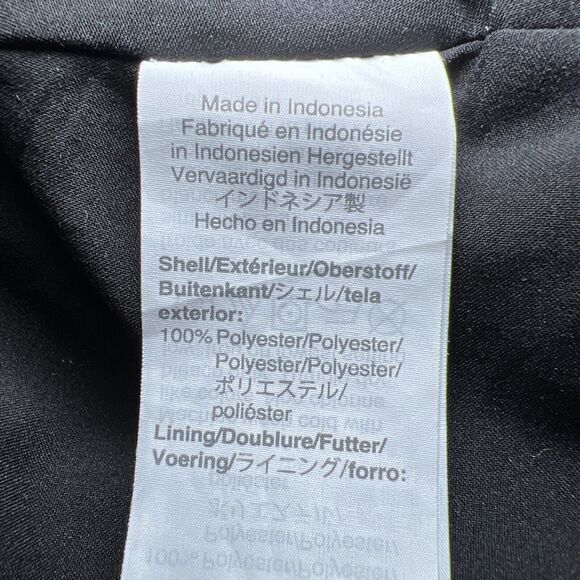 Made in Indonesia
Fabriqué en Indonésie
in Indonesien Hergestellt
Vervaardigd in Indonesië
インドネシア製
Hecho en Indonesia
Shell/Extérieur/Oberstoff/
Buitenkant/シェル/tela
exterior:
100% Polyester/Polyester/
Polyester/Polyester/
ポリエステル/
poliéster
Lining/Doublure/Futter/
Voering/ライニング/forro: